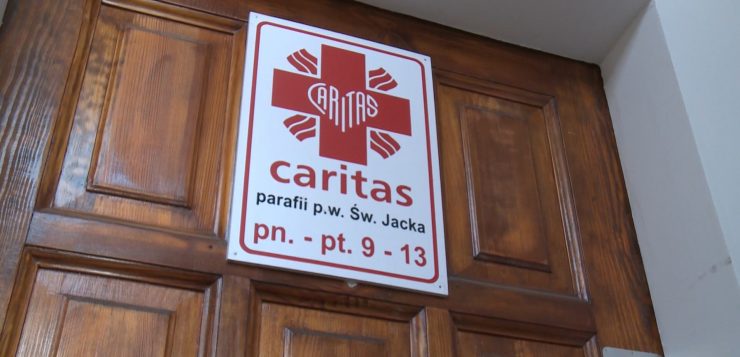 CARITAS
caritas
parafii p.w. Św. Jacka
pn. - pt. 9 - 13